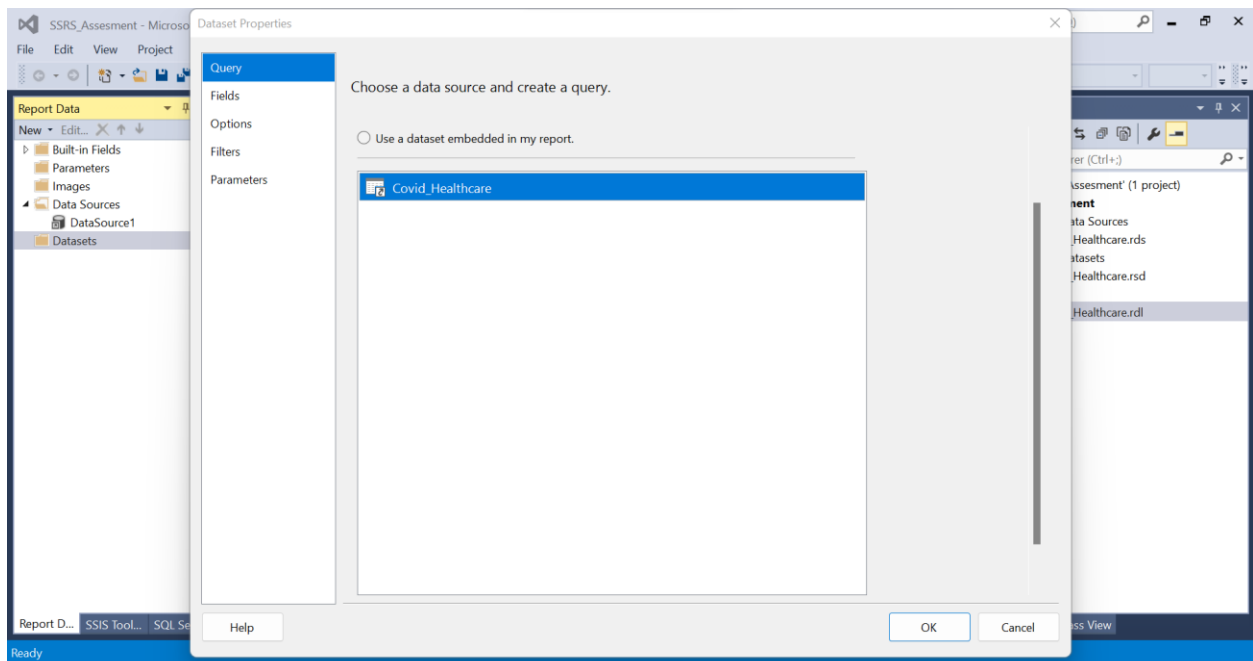 SSRS_Assesment - Microso
File Edit View Project
Report Data
New Edit...
Built-in Fields
Parameters
Images
Data Sources
DataSource1
Datasets
Report D... SSIS Tool... SQL Se
Ready
Dataset Properties
Query
Fields
Options
Filters
Parameters
Choose a data source and create a query.
Use a dataset embedded in my report.
Covid_Healthcare
Help
OK Cancel
rer (Ctrl+;)
Assesment' (1 project)
ment
ata Sources
_Healthcare.rds
atasets
_Healthcare.rsd
_Healthcare.rdl
ass View